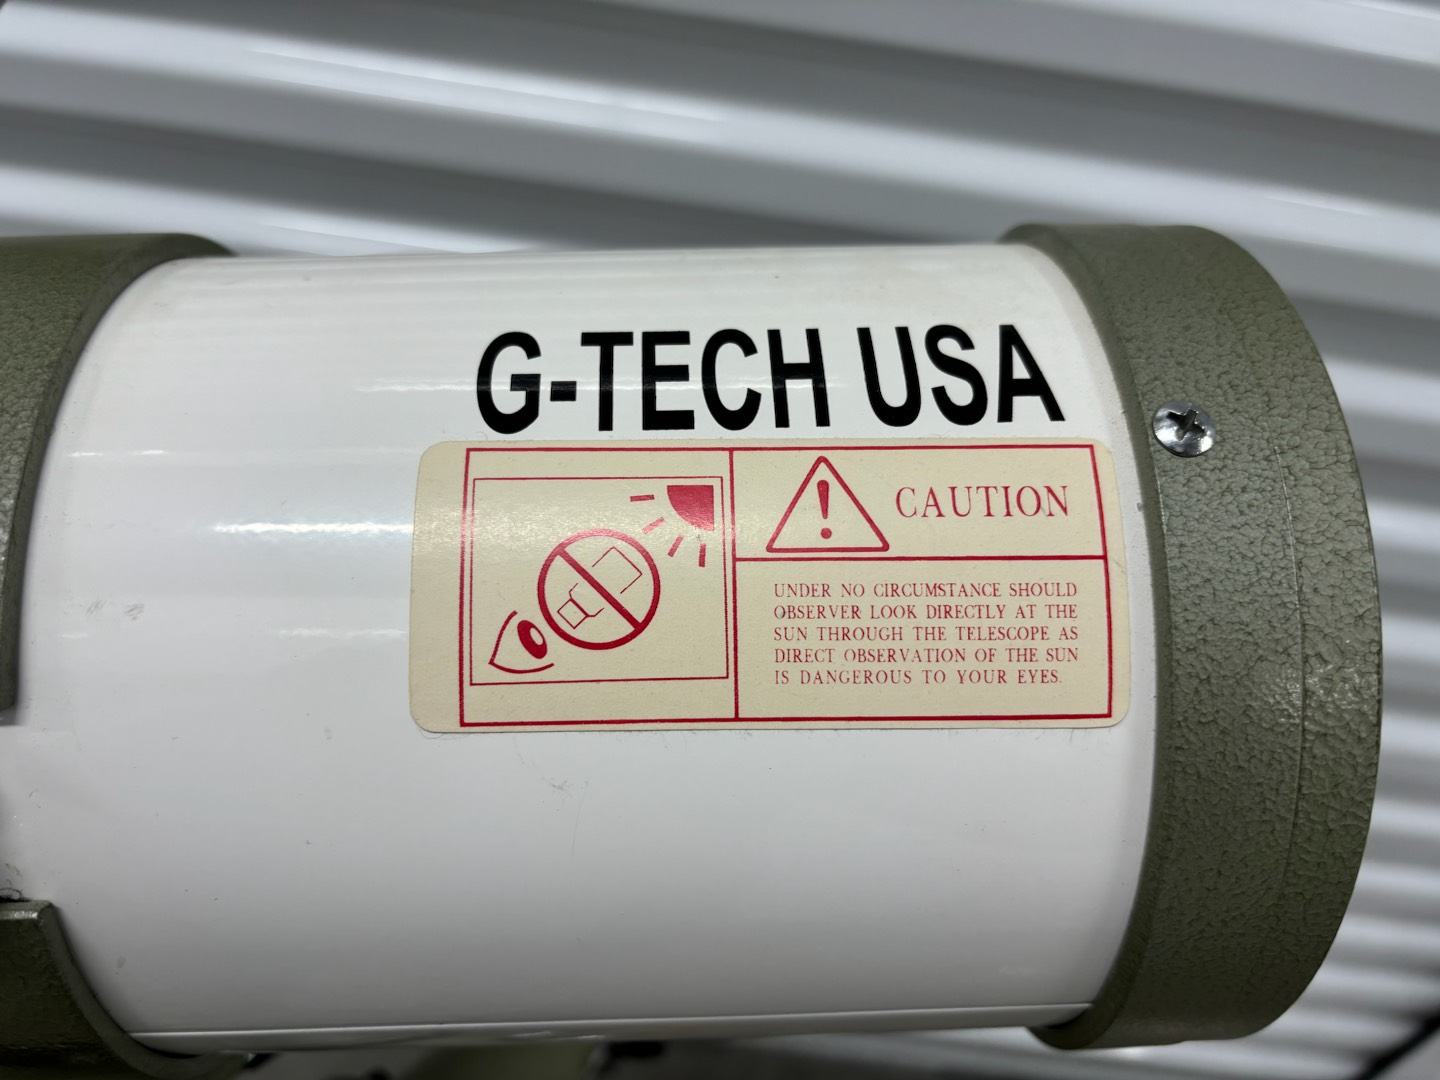 G-TECH USA
CAUTION
UNDER NO CIRCUMSTANCE SHOULD
OBSERVER LOOK DIRECTLY AT THE
SUN THROUGH THE TELESCOPE AS
DIRECT OBSERVATION OF THE SUN
IS DANGEROUS TO YOUR EYES.